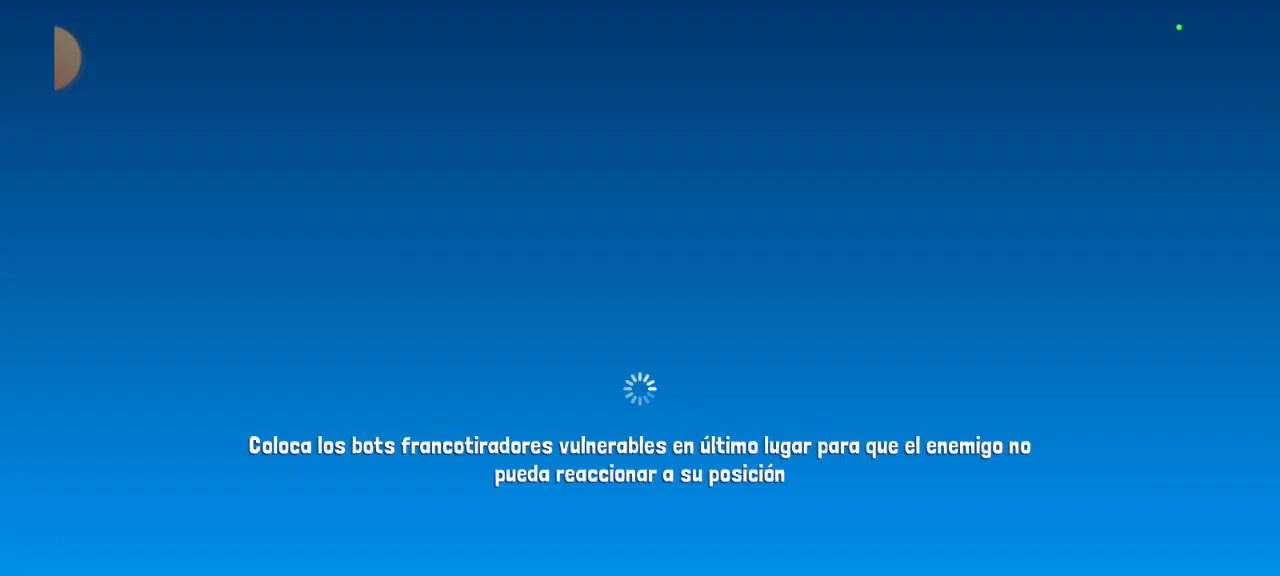 Coloca los bots francotiradores vulnerables en último lugar para que el enemigo no
pueda reaccionar a su posición